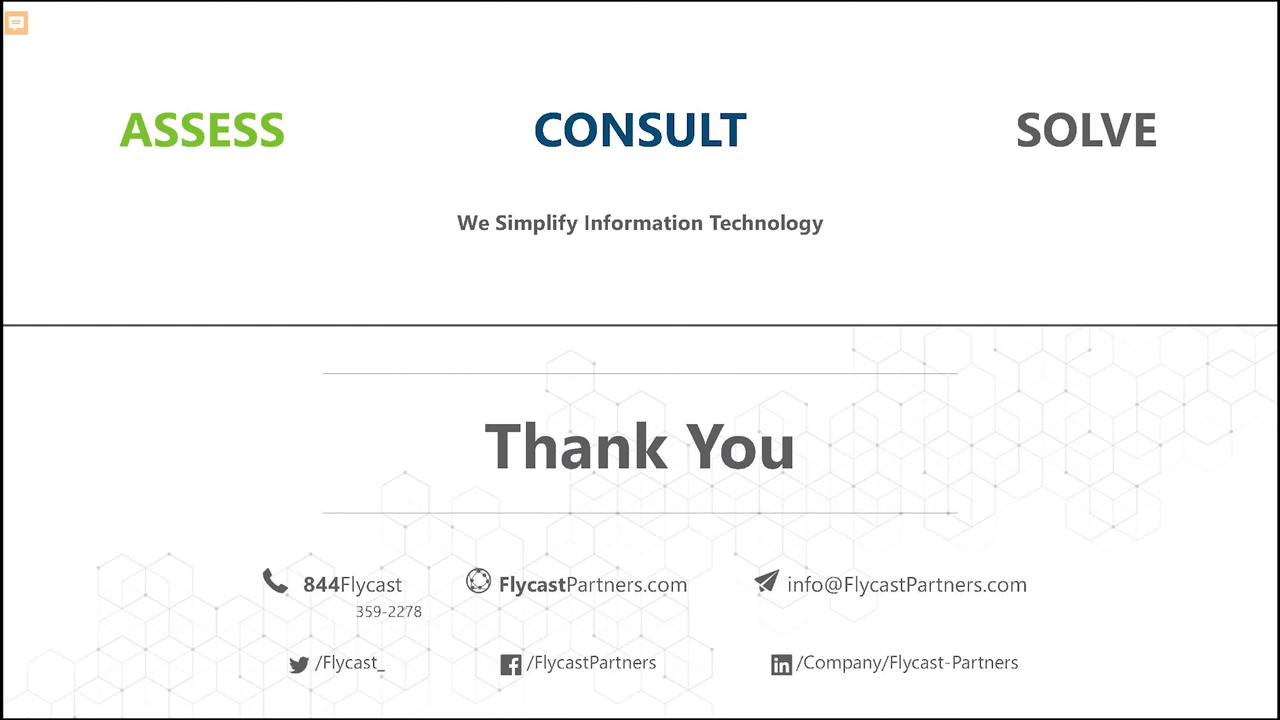 ASSESS CONSULT SOLVE
We Simplify Information Technology
Thank You
844Flycast FlycastPartners.com info@FlycastPartners.com
359-2278
/Flycast_ /FlycastPartners /Company/Flycast-Partners